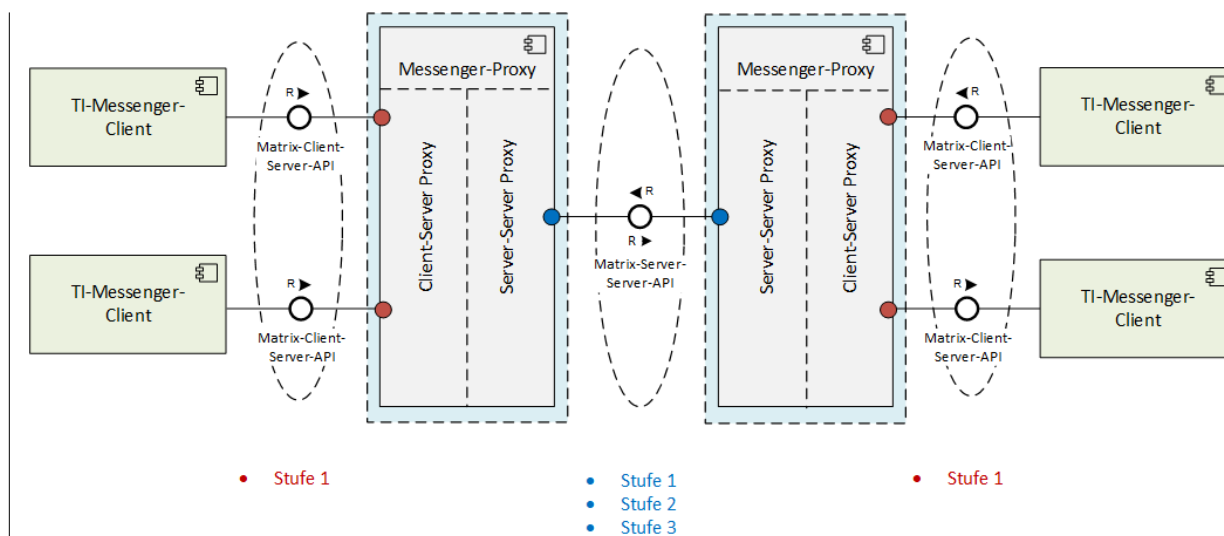 TI-Messenger-
Client
R
Matrix-Client-
Server-API
TI-Messenger-
Client
R
Matrix-Client-
Server-API
Messenger-Proxy
Client-Server Proxy
Server-Server Proxy
R
R
Matrix-Server-
Server-API
Messenger-Proxy
Server-Server Proxy
Client-Server Proxy
R
Matrix-Client-
Server-API
TI-Messenger-
Client
R
Matrix-Client-
Server-API
TI-Messenger-
Client
• Stufe 1
• Stufe 1
• Stufe 2
• Stufe 3
• Stufe 1